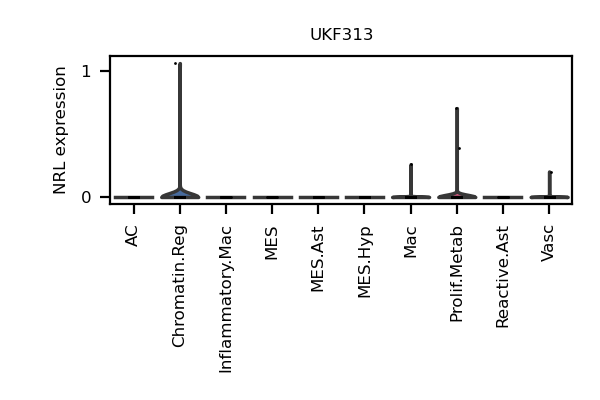 UKF313
NRL expression
1
0
AC
Chromatin.Reg
Inflammatory.Mac
MES
MES.Ast
MES.Hyp
Mac
Prolif.Metab
Reactive.Ast
Vasc